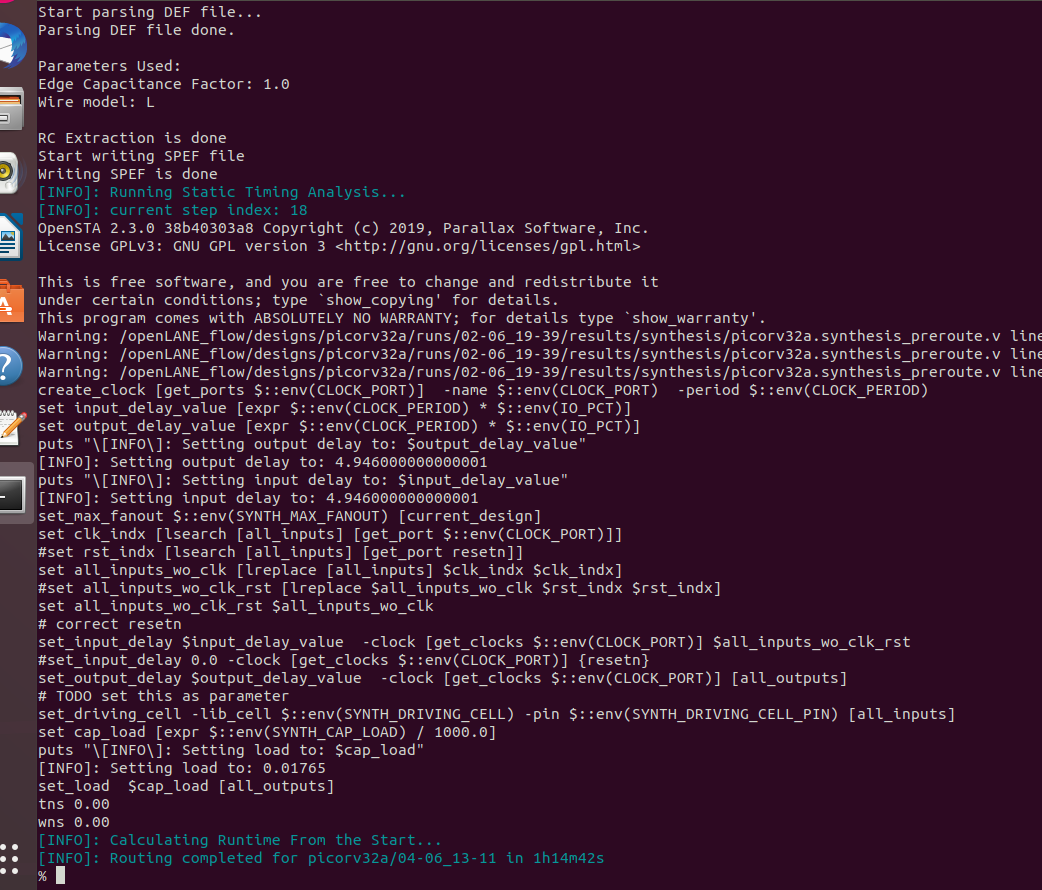 Start parsing DEF file...
Parsing DEF file done.
Parameters Used:
Edge Capacitance Factor: 1.0
Wire model: L
RC Extraction is done
Start writing SPEF file
Writing SPEF is done
[INFO]: Running Static Timing Analysis...
[INFO]: current step index: 18
OpenSTA 2.3.0 38b40303a8 Copyright (c) 2019, Parallax Software, Inc.
License GPLv3: GNU GPL version 3 <http://gnu.org/licenses/gpl.html>
This is free software, and you are free to change and redistribute it
under certain conditions; type `show_copying' for details.
This program comes with ABSOLUTELY NO WARRANTY; for details type `show_warranty'.
Warning: /openLANE_flow/designs/picorv32a/runs/02-06_19-39/results/synthesis/picorv32a.synthesis_preroute.v line
Warning: /openLANE_flow/designs/picorv32a/runs/02-06_19-39/results/synthesis/picorv32a.synthesis_preroute.v line
Warning: /openLANE_flow/designs/picorv32a/runs/02-06_19-39/results/synthesis/picorv32a.synthesis_preroute.v line
create_clock [get_ports $::env(CLOCK_PORT)]  -name $::env(CLOCK_PORT)  -period $::env(CLOCK_PERIOD)
set input_delay_value [expr $::env(CLOCK_PERIOD) * $::env(IO_PCT)]
set output_delay_value [expr $::env(CLOCK_PERIOD) * $::env(IO_PCT)]
puts "\[INFO\]: Setting output delay to: $output_delay_value"
[INFO]: Setting output delay to: 4.946000000000001
puts "\[INFO\]: Setting input delay to: $input_delay_value"
[INFO]: Setting input delay to: 4.946000000000001
set_max_fanout $::env(SYNTH_MAX_FANOUT) [current_design]
set clk_indx [lsearch [all_inputs] [get_port $::env(CLOCK_PORT)]]
#set rst_indx [lsearch [all_inputs] [get_port resetn]]
set all_inputs_wo_clk [lreplace [all_inputs] $clk_indx $clk_indx]
#set all_inputs_wo_clk_rst [lreplace $all_inputs_wo_clk $rst_indx $rst_indx]
set all_inputs_wo_clk_rst $all_inputs_wo_clk
# correct resetn
set_input_delay $input_delay_value  -clock [get_clocks $::env(CLOCK_PORT)] $all_inputs_wo_clk_rst
#set_input_delay 0.0 -clock [get_clocks $::env(CLOCK_PORT)] {resetn}
set_output_delay $output_delay_value  -clock [get_clocks $::env(CLOCK_PORT)] [all_outputs]
# TODO set this as parameter
set_driving_cell -lib_cell $::env(SYNTH_DRIVING_CELL) -pin $::env(SYNTH_DRIVING_CELL_PIN) [all_inputs]
set cap_load [expr $::env(SYNTH_CAP_LOAD) / 1000.0]
puts "\[INFO\]: Setting load to: $cap_load"
[INFO]: Setting load to: 0.01765
set_load  $cap_load [all_outputs]
tns 0.00
wns 0.00
[INFO]: Calculating Runtime From the Start...
[INFO]: Routing completed for picorv32a/04-06_13-11 in 1h14m42s
%